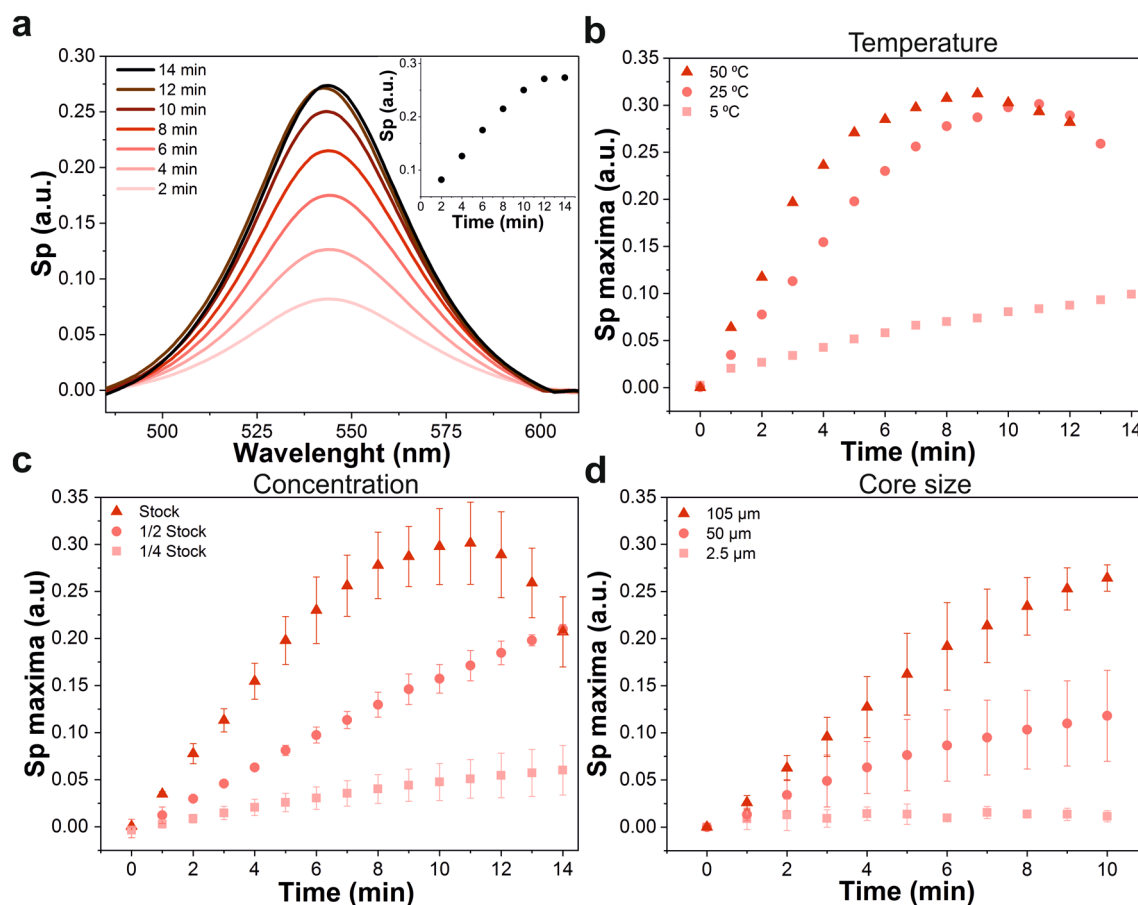 a
0.30
0.25
0.20
0.15
0.10
0.05
0.00
Sp (a.u.)
14 min
12 min
10 min
8 min
6 min
4 min
2 min
0.3
0.2
0.1
Sp (a.u.)
0 2 4 6 8 10 12 14
Time (min)
500 525 550 575 600
Wavelenght (nm)
b
Temperature
0.35
0.30
0.25
0.20
0.15
0.10
0.05
0.00
Sp maxima (a.u.)
50 ºC
25 ºC
5 ºC
0 2 4 6 8 10 12 14
Time (min)
c
Concentration
0.35
0.30
0.25
0.20
0.15
0.10
0.05
0.00
Sp maxima (a.u)
Stock
1/2 Stock
1/4 Stock
0 2 4 6 8 10 12 14
Time (min)
d
Core size
0.35
0.30
0.25
0.20
0.15
0.10
0.05
0.00
Sp maxima (a.u.)
105 µm
50 µm
2.5 µm
0 2 4 6 8 10
Time (min)